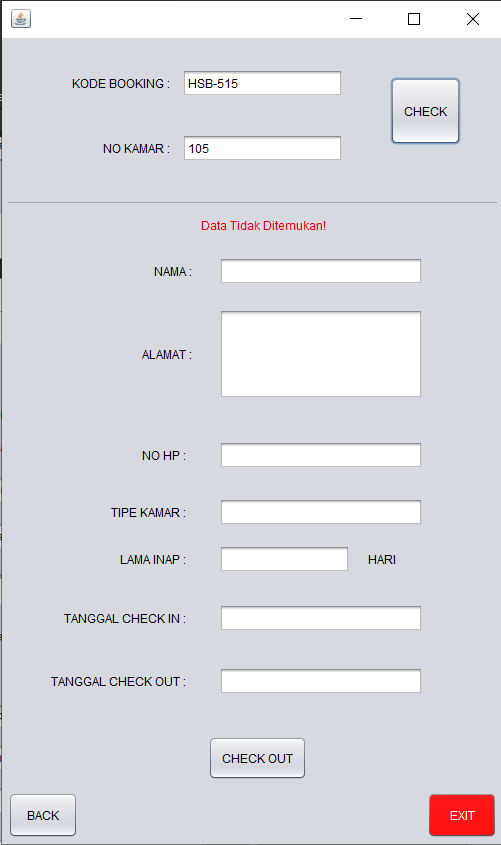 KODE BOOKING : HSB-515
CHECK
NO KAMAR : 105
Data Tidak Ditemukan!
NAMA :
ALAMAT :
NO HP :
TIPE KAMAR :
LAMA INAP : HARI
TANGGAL CHECK IN :
TANGGAL CHECK OUT :
CHECK OUT
BACK EXIT